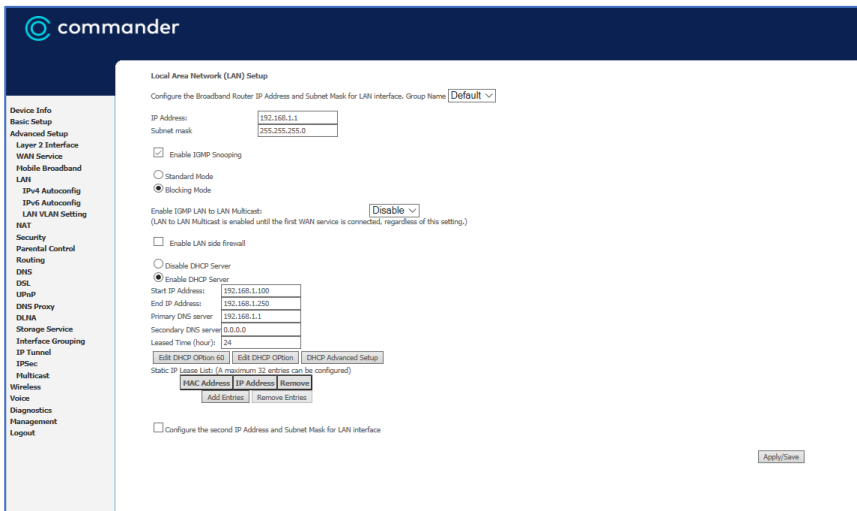 commander
Local Area Network (LAN) Setup
Configure the Broadband Router IP Address and Subnet Mask for LAN interface. Group Name Default
IP Address: 192.168.1.1
Subnet mask 255.255.255.0
Enable IGMP Snooping
Standard Mode
Blocking Mode
Enable IGMP LAN to LAN Multicast: Disable
(LAN to LAN Multicast is enabled until the first WAN service is connected, regardless of this setting.)
Enable LAN side firewall
Disable DHCP Server
Enable DHCP Server
Start IP Address: 192.168.1.100
End IP Address: 192.168.1.250
Primary DNS server 192.168.1.1
Secondary DNS server 0.0.0.0
Leased Time (hour): 24
Edit DHCP OPtion 60 Edit DHCP OPtion DHCP Advanced Setup
Static IP Lease List: (A maximum 32 entries can be configured)
MAC Address IP Address Remove
Add Entries Remove Entries
Configure the second IP Address and Subnet Mask for LAN interface
Apply/Save
Device Info
Basic Setup
Advanced Setup
Layer 2 Interface
WAN Service
Mobile Broadband
LAN
IPv4 Autoconfig
IPv6 Autoconfig
LAN VLAN Setting
NAT
Security
Parental Control
Routing
DNS
DSL
UPnP
DNS Proxy
DLNA
Storage Service
Interface Grouping
IP Tunnel
IPSec
Multicast
Wireless
Voice
Diagnostics
Management
Logout